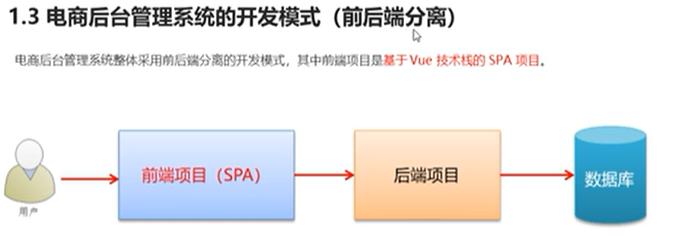 1.3 电商后台管理系统的开发模式（前后端分离）
电商后台管理系统整体采用前后端分离的开发模式，其中前端项目是基于 Vue 技术栈的 SPA 项目。
前端项目（SPA）
后端项目
数据库
用户